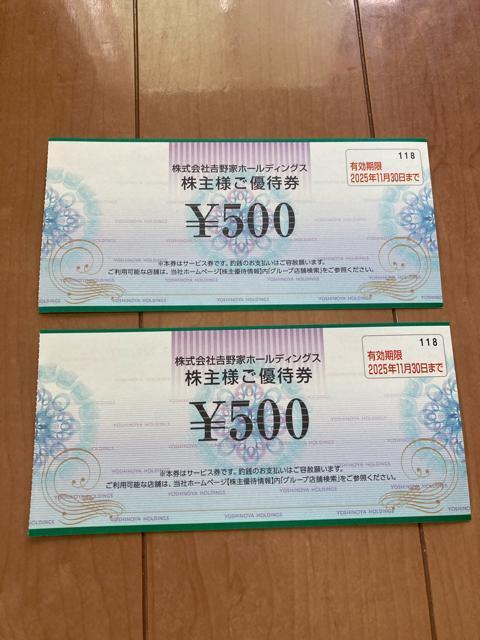 118
有効期限
2025年11月30日まで
株式会社𠮷野家ホールディングス
株主様ご優待券
¥500
※本券はサービス券です。釣銭のお支払いはご容赦願います。
ご利用可能な店舗は、当社ホームページ[株主優待情報]内「グループ店舗検索」をご参照ください。
YOSHINOYA HOLDINGS
YOSHINOYA HOLDINGS
YOSHINOYA HOLDINGS
118
有効期限
2025年11月30日まで
株式会社𠮷野家ホールディングス
株主様ご優待券
¥500
※本券はサービス券です。釣銭のお支払いはご容赦願います。
ご利用可能な店舗は、当社ホームページ[株主優待情報]内「グループ店舗検索」をご参照ください。
YOSHINOYA HOLDINGS
YOSHINOYA HOLDINGS
YOSHINOYA HOLDINGS